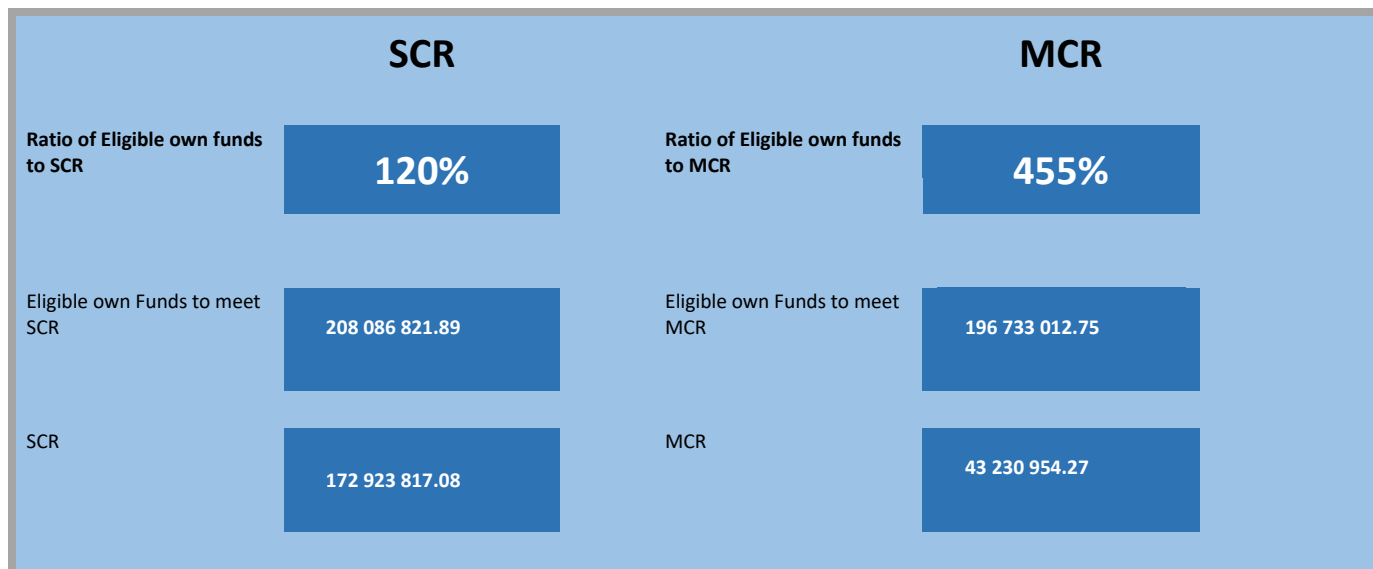 SCR
MCR
Ratio of Eligible own funds
to SCR
120%
Ratio of Eligible own funds
to MCR
455%
Eligible own Funds to meet
SCR
208 086 821.89
Eligible own Funds to meet
MCR
196 733 012.75
SCR
172 923 817.08
MCR
43 230 954.27